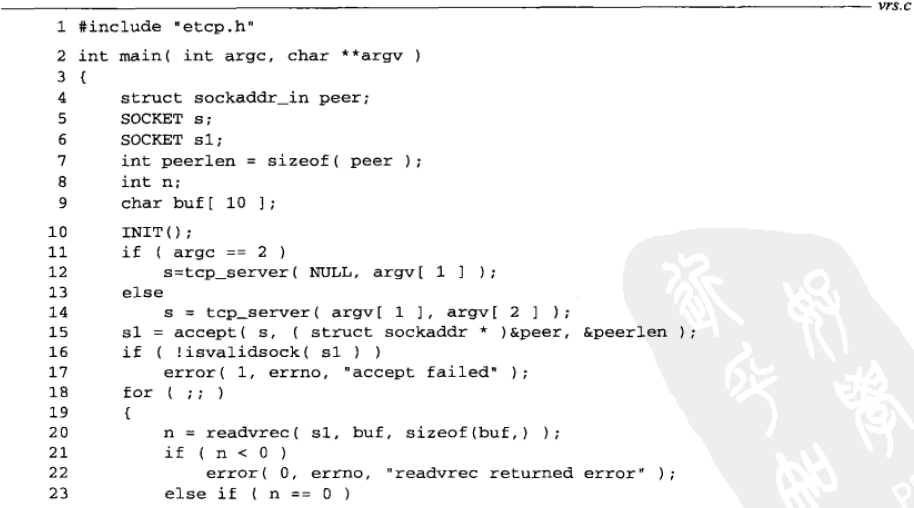 vrs.c
1 #include "etcp.h"
2 int main( int argc, char **argv )
3 {
4 struct sockaddr_in peer;
5 SOCKET s;
6 SOCKET s1;
7 int peerlen = sizeof( peer );
8 int n;
9 char buf[ 10 ];
10 INIT();
11 if ( argc == 2 )
12 s=tcp_server( NULL, argv[ 1 ] );
13 else
14 s = tcp_server( argv[ 1 ], argv[ 2 ] );
15 s1 = accept( s, ( struct sockaddr * )&peer, &peerlen );
16 if ( !isvalidsock( s1 ) )
17 error( 1, errno, "accept failed" );
18 for ( ;; )
19 {
20 n = readvrec( s1, buf, sizeof(buf,) );
21 if ( n < 0 )
22 error( 0, errno, "readvrec returned error" );
23 else if ( n == 0 )